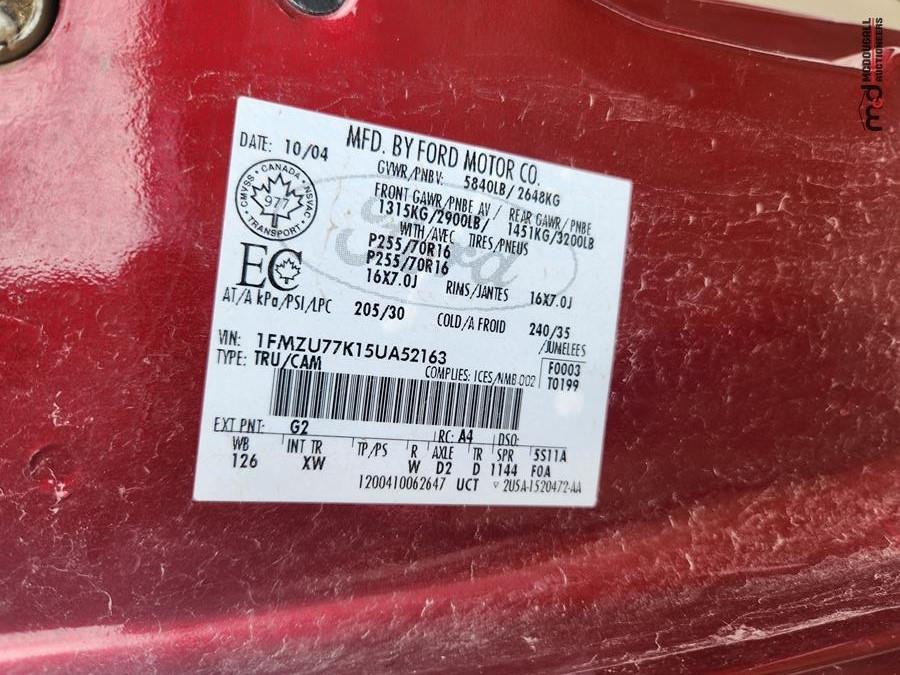 McDOUGALL
AUCTIONEERS
DATE: 10/04
MFD. BY FORD MOTOR CO.
GVWR/PNBV: 5840LB/ 2648KG
FRONT GAWR/PNBE AV/ REAR GAWR/PNBE
1315KG/2900LB/ 1451KG/3200LB
WITH/AVEC TIRES/PNEUS
P255/70R16
P255/70R16
16X7.0J RIMS/JANTES 16X7.0J
AT/A kPa/PSI/LPC 205/30 COLD/A FROID 240/35
/JUMELEES
CMVSS · CANADA · NSVAC
977
· TRANSPORT ·
EC
Ford
VIN: 1FMZU77K15UA52163
TYPE: TRU/CAM
COMPLIES: ICES/NMB-002
F0003
T0199
EXT PNT: G2 RC: A4 DSO:
WB INT TR TP/PS R AXLE TR SPR 5S11A
126 XW W D2 D 1144 F0A
1200410062647 UCT ▽ 2U5A-1520472-AA